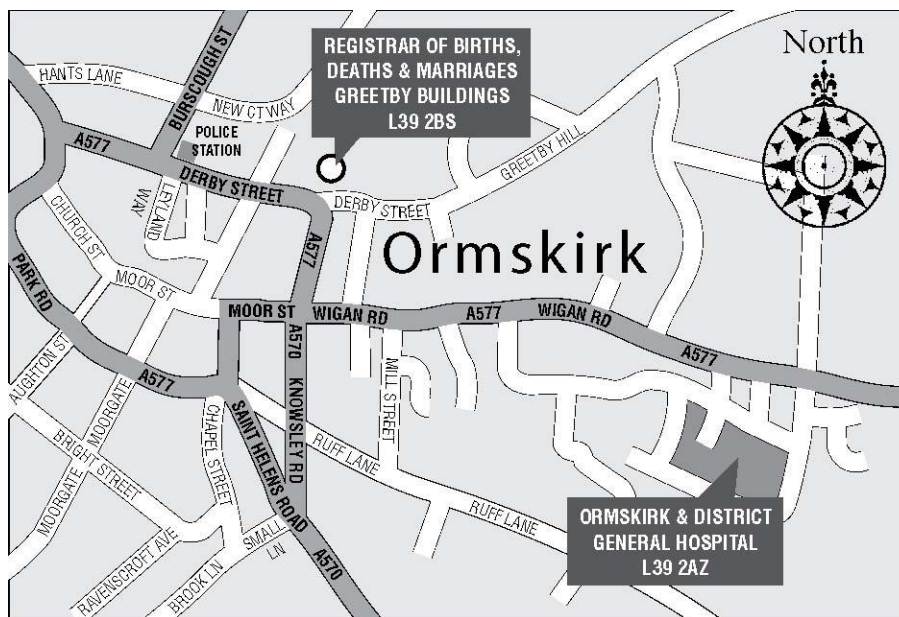 REGISTRAR OF BIRTHS,
DEATHS & MARRIAGES
GREETBY BUILDINGS
L39 2BS
North
HANTS LANE
BURSCOUGH ST
NEW CT WAY
POLICE
STATION
A577
DERBY STREET
LEYLAND
WAY
DERBY STREET
GREETBY HILL
CHURCH ST
A577
Ormskirk
PARK RD
MOOR ST
MOOR ST
WIGAN RD
A577
WIGAN RD
A577
A570
KNOWSLEY RD
MILL STREET
AUGHTON ST
MOORGATE
A577
CHAPEL STREET
SAINT HELENS ROAD
RUFF LANE
BRIGHT STREET
MOORGATE
RUFF LANE
RAVENSCROFT AVE
BROOK LN
SMALL
LN
A570
ORMSKIRK & DISTRICT
GENERAL HOSPITAL
L39 2AZ